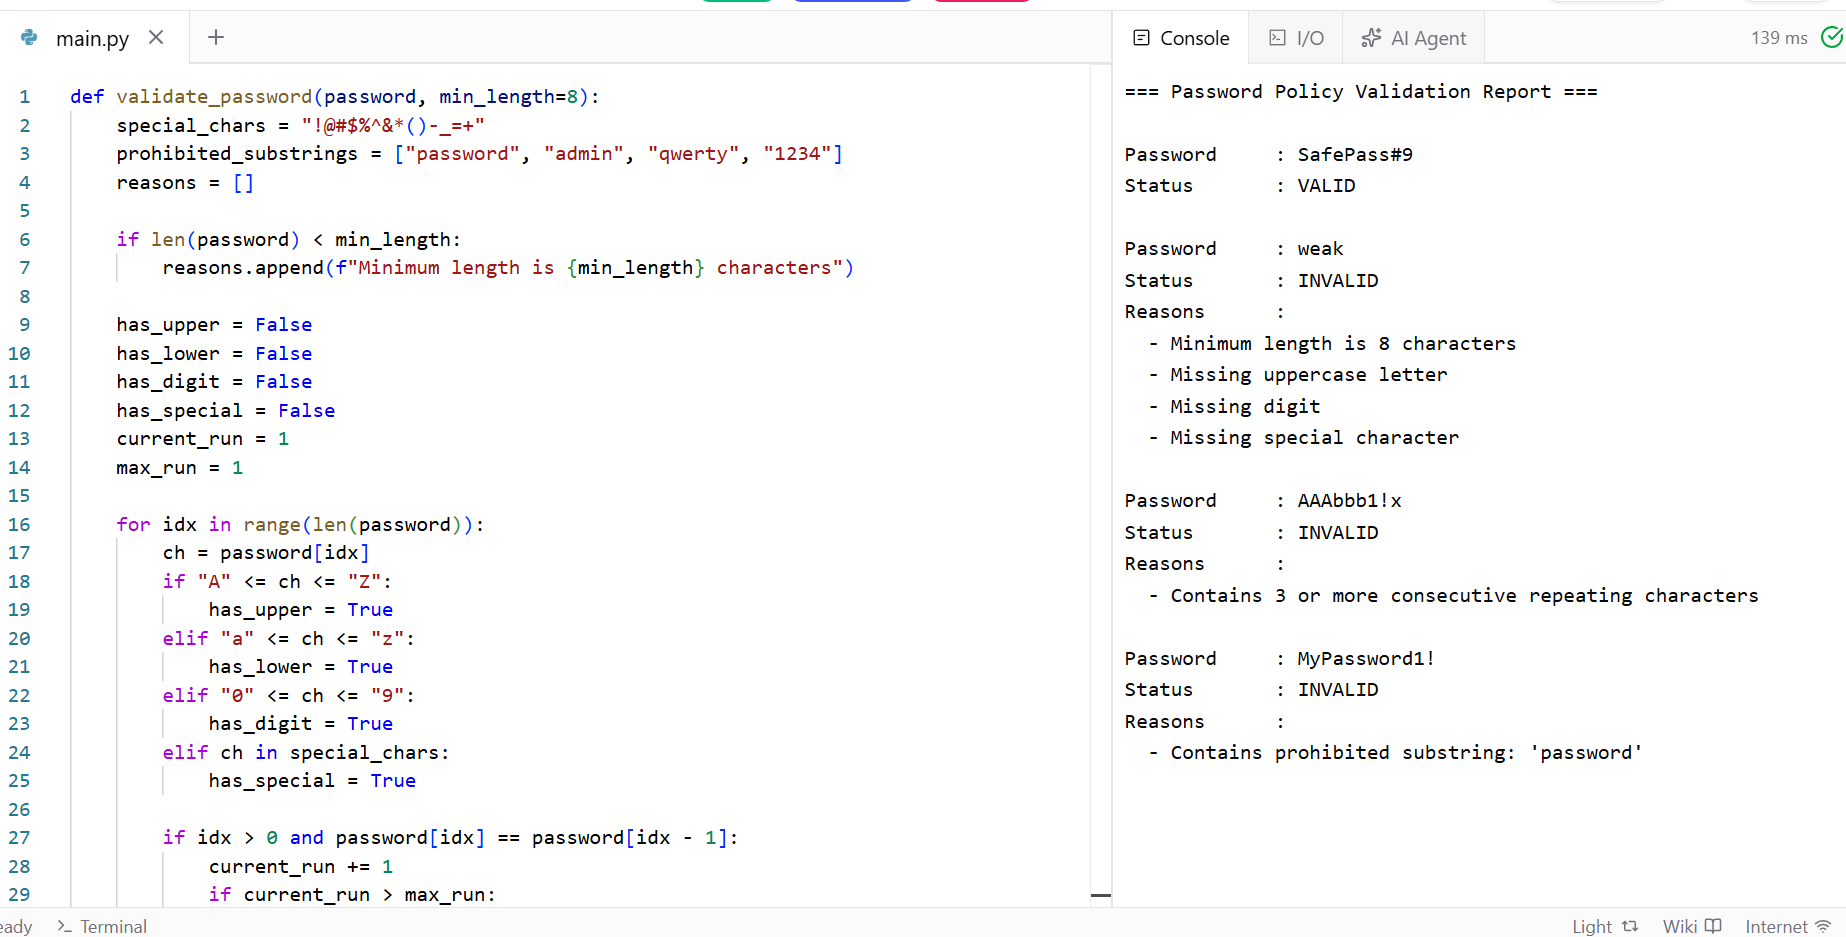 main.py
Console
I/O
AI Agent
139 ms
1 def validate_password(password, min_length=8):
2     special_chars = "!@#$%^&*()-_=+"
3     prohibited_substrings = ["password", "admin", "qwerty", "1234"]
4     reasons = []
5
6     if len(password) < min_length:
7         reasons.append(f"Minimum length is {min_length} characters")
8
9     has_upper = False
10     has_lower = False
11     has_digit = False
12     has_special = False
13     current_run = 1
14     max_run = 1
15
16     for idx in range(len(password)):
17         ch = password[idx]
18         if "A" <= ch <= "Z":
19             has_upper = True
20         elif "a" <= ch <= "z":
21             has_lower = True
22         elif "0" <= ch <= "9":
23             has_digit = True
24         elif ch in special_chars:
25             has_special = True
26
27         if idx > 0 and password[idx] == password[idx - 1]:
28             current_run += 1
29             if current_run > max_run:
=== Password Policy Validation Report ===
Password     : SafePass#9
Status       : VALID
Password     : weak
Status       : INVALID
Reasons      :
  - Minimum length is 8 characters
  - Missing uppercase letter
  - Missing digit
  - Missing special character
Password     : AAAbbb1!x
Status       : INVALID
Reasons      :
  - Contains 3 or more consecutive repeating characters
Password     : MyPassword1!
Status       : INVALID
Reasons      :
  - Contains prohibited substring: 'password'
eady
Terminal
Light
Wiki
Internet